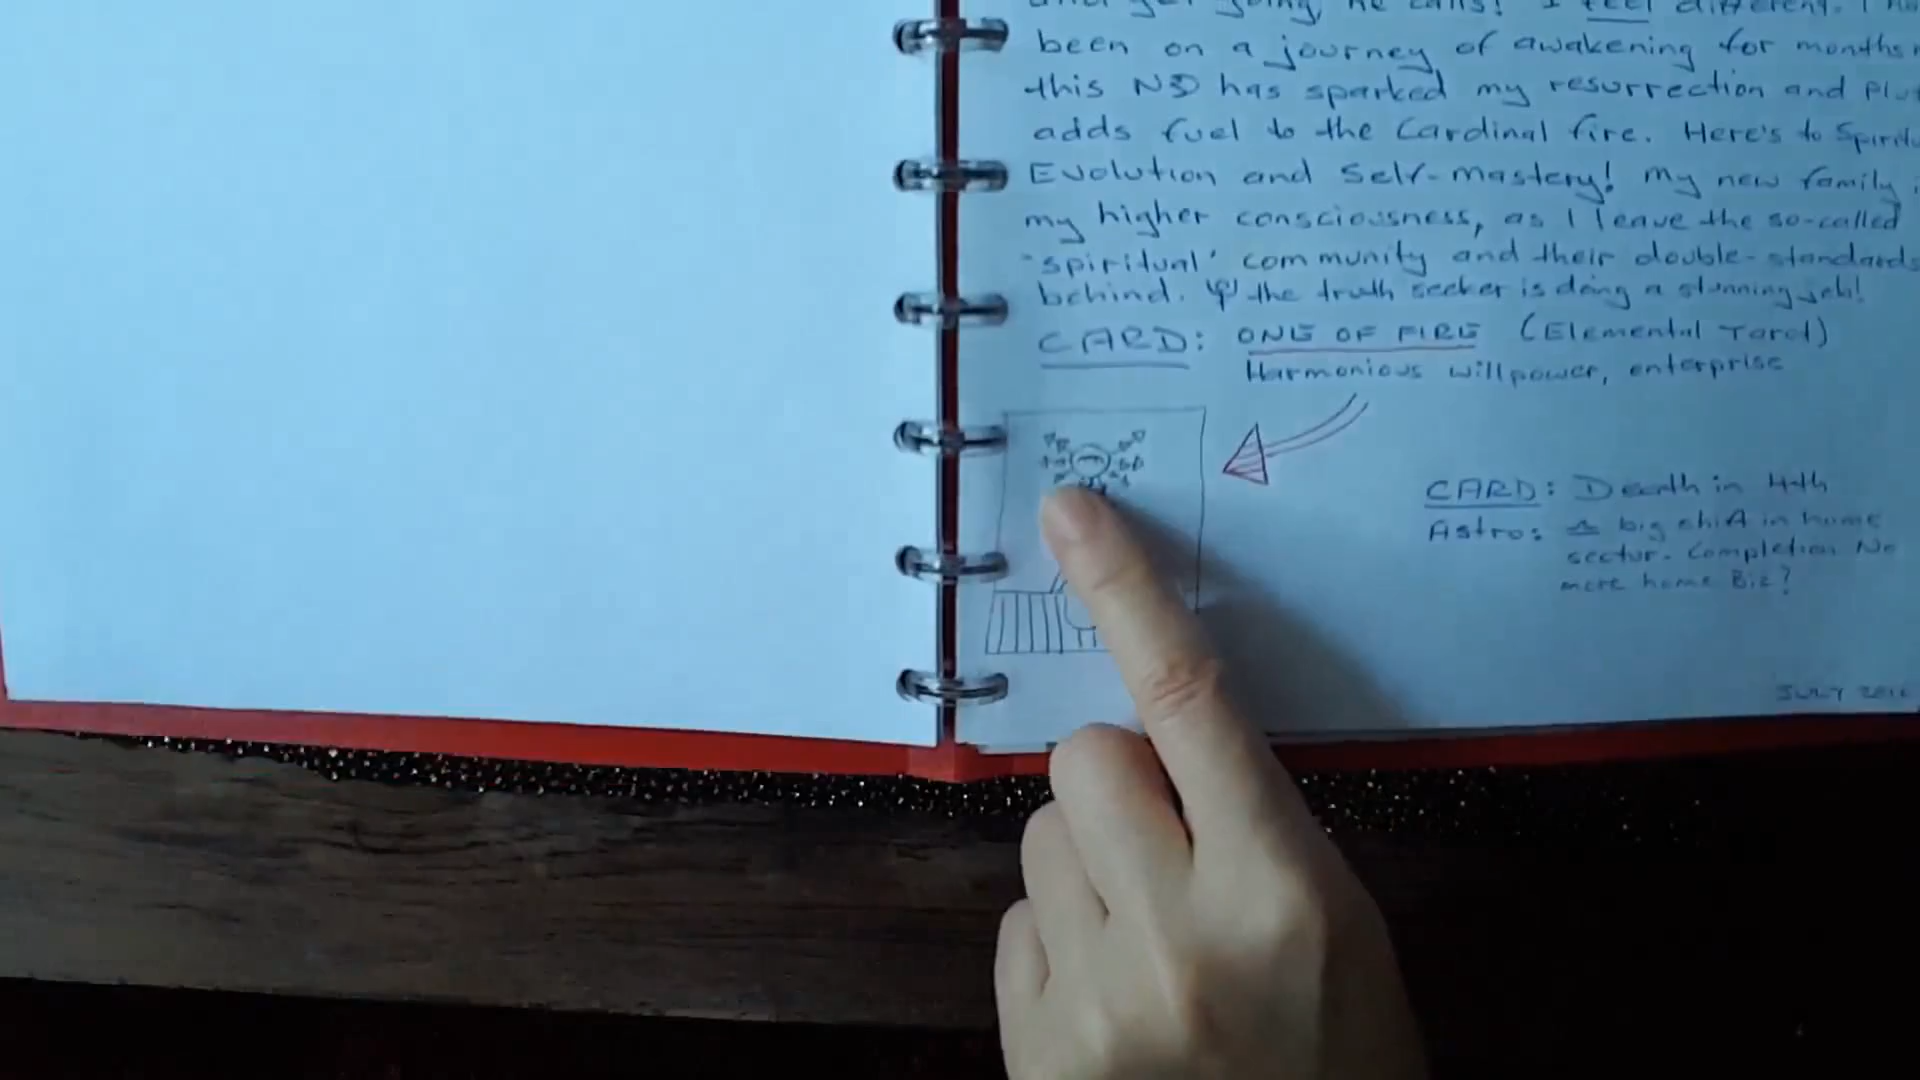 been on a journey of awakening for months
this has sparked my resurrection and
adds fuel to the Cardinal fire. Here's to
Evolution and Self-mastery! My new family
my higher consciousness, as I leave the so-called
'spiritual' community and their double-standards
behind. the truth seeker is doing a stunning job!
CARD: ONE OF FIRE (Elemental Tarot)
Harmonious willpower, enterprise
CARD: Death in 4th
Astro: big shift in home
sector. Completion No
more home Biz?
JULY